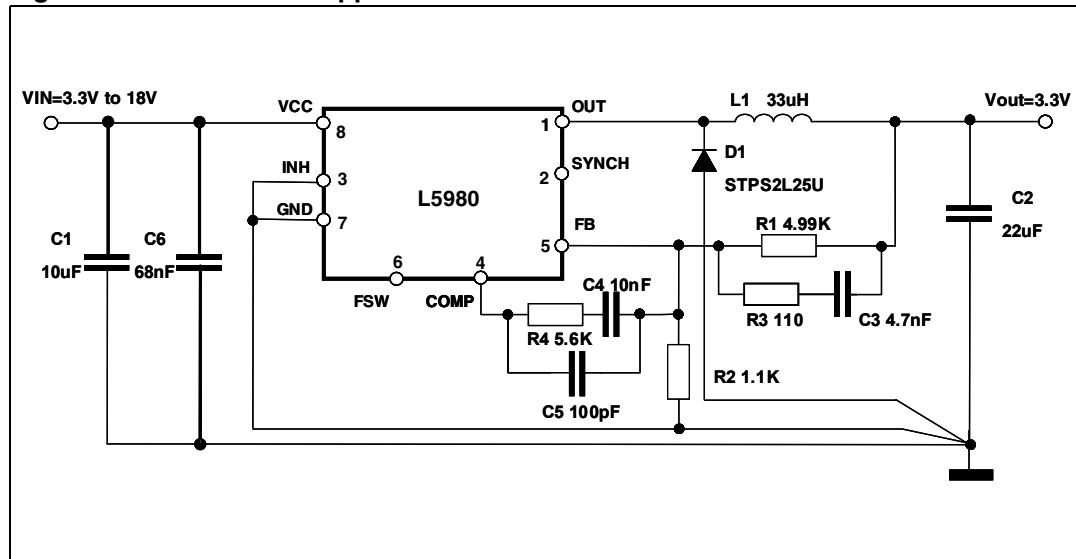 VIN=3.3V to 18V
VCC
8
INH
3
GND
7
L5980
OUT
1
SYNCH
2
FB
5
6
FSW
4
COMP
L1 33uH
Vout=3.3V
D1
STPS2L25U
C1
10uF
C6
68nF
C2
22uF
R1 4.99K
R3 110
C3 4.7nF
C4 10nF
R4 5.6K
C5 100pF
R2 1.1K